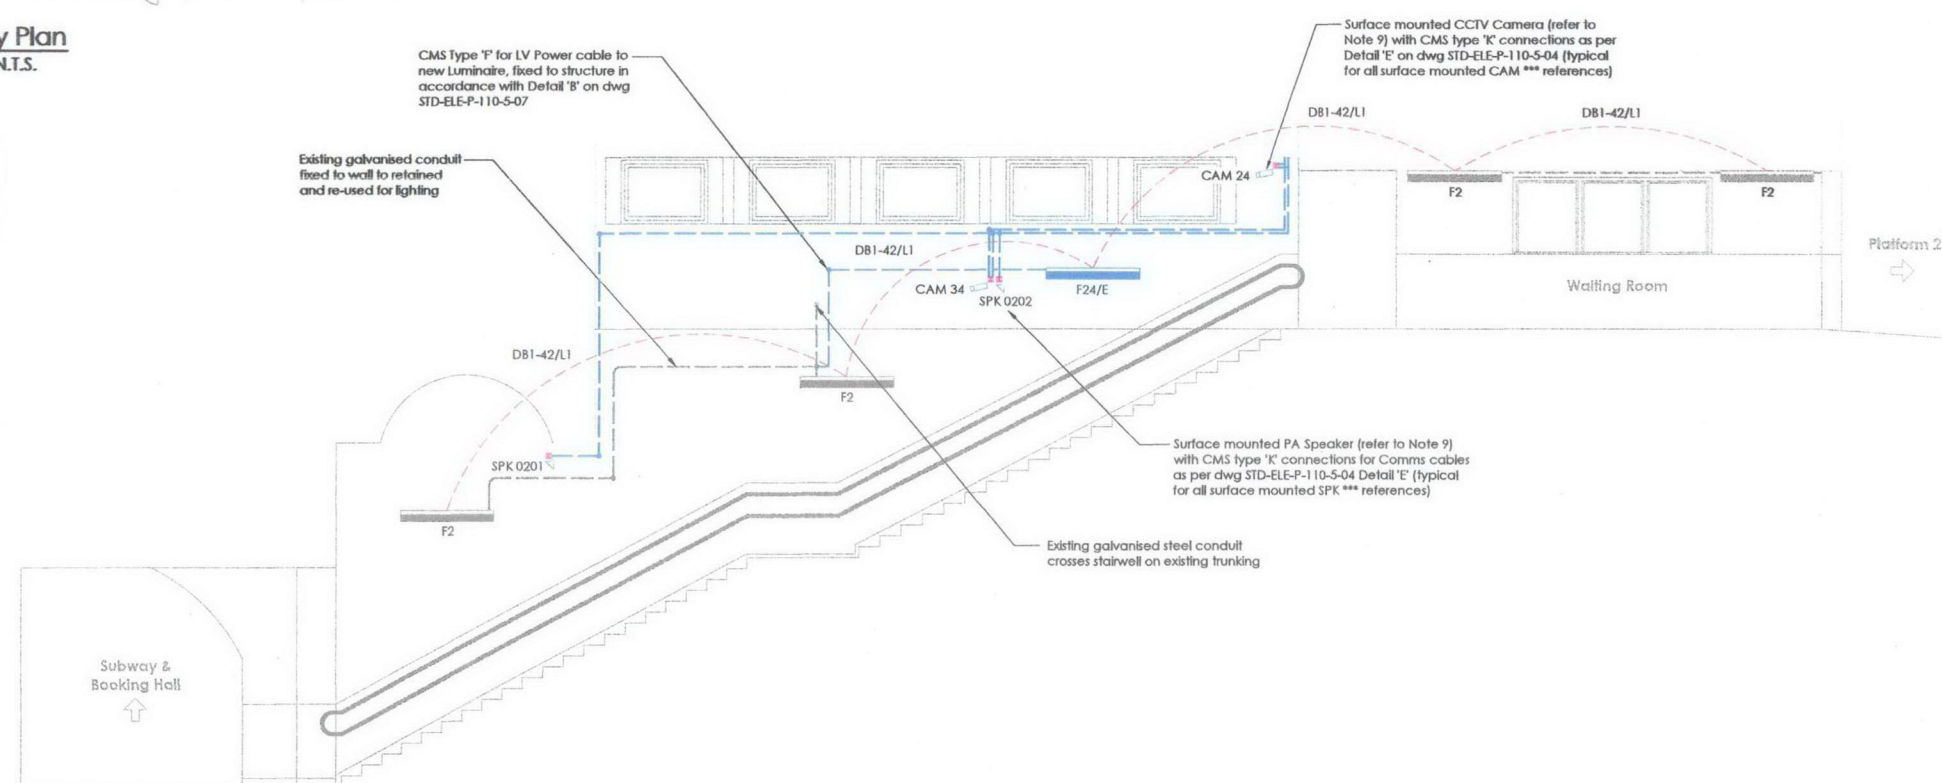 y Plan
N.T.S.
CMS Type 'F' for LV Power cable to
new Luminaire, fixed to structure in
accordance with Detail 'B' on dwg
STD-ELE-P-110-5-07
Surface mounted CCTV Camera (refer to
Note 9) with CMS type 'K' connections as per
Detail 'E' on dwg STD-ELE-P-110-5-04 (typical
for all surface mounted CAM *** references)
Existing galvanised conduit
fixed to wall to retained
and re-used for lighting
DB1-42/L1
DB1-42/L1
CAM 24
F2
F2
DB1-42/L1
Platform 2
CAM 34
SPK 0202
F24/E
Waiting Room
DB1-42/L1
F2
SPK 0201
F2
Surface mounted PA Speaker (refer to Note 9)
with CMS type 'K' connections for Comms cables
as per dwg STD-ELE-P-110-5-04 Detail 'E' (typical
for all surface mounted SPK *** references)
Existing galvanised steel conduit
crosses stairwell on existing trunking
Subway &
Booking Hall